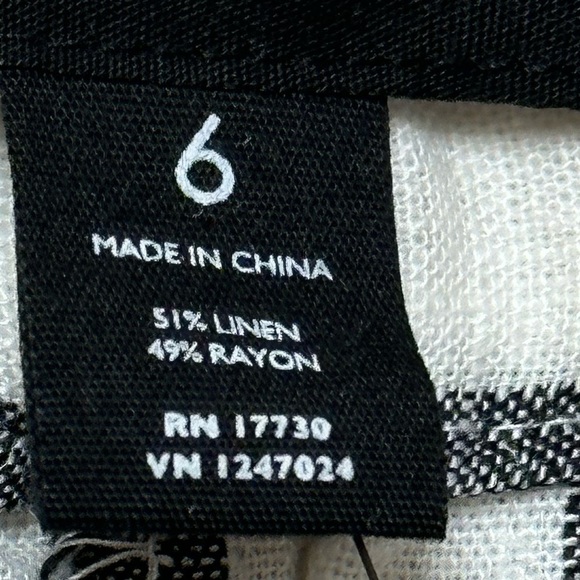 6
MADE IN CHINA
51% LINEN
49% RAYON
RN 17730
VN 1247024